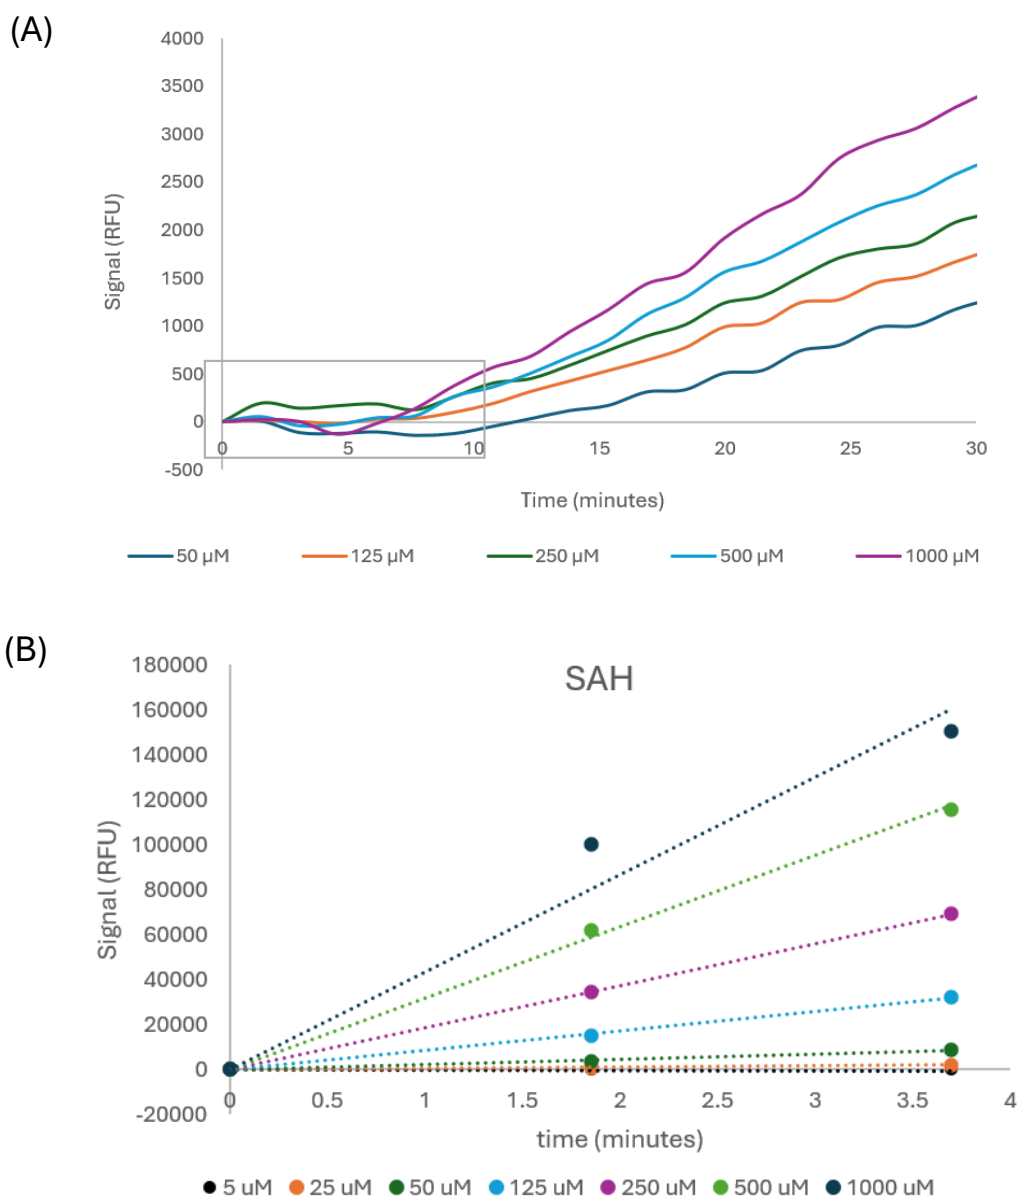 (A)
4000
3500
3000
2500
2000
1500
1000
500
0
-500
Signal (RFU)
0 5 10 15 20 25 30
Time (minutes)
50 µM 125 µM 250 µM 500 µM 1000 µM
(B)
SAH
180000
160000
140000
120000
100000
80000
60000
40000
20000
0
-20000
Signal (RFU)
0 0.5 1 1.5 2 2.5 3 3.5 4
time (minutes)
5 uM 25 uM 50 uM 125 uM 250 uM 500 uM 1000 uM